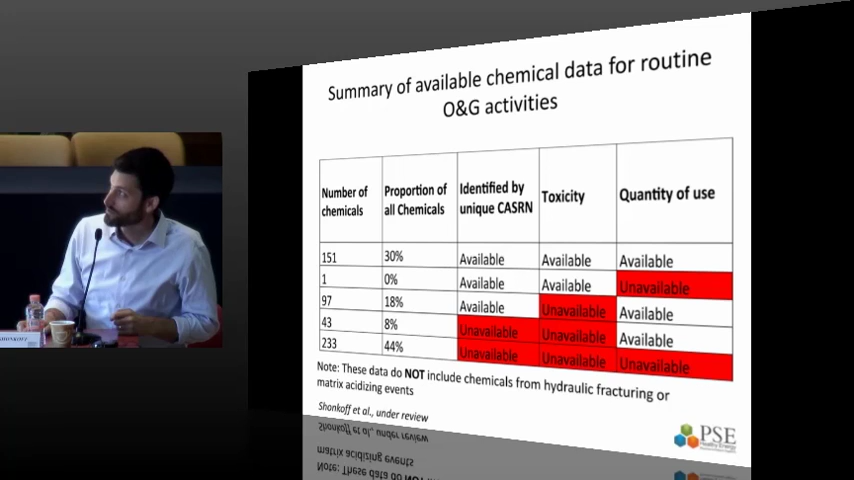 Summary of available chemical data for routine
O&G activities
Number of chemicals Proportion of all Chemicals Identified by unique CASRN Toxicity Quantity of use
151 30% Available Available Available
1 0% Available Available Unavailable
97 18% Available Unavailable Available
43 8% Unavailable Unavailable Available
233 44% Unavailable Unavailable Unavailable
Note: These data do NOT include chemicals from hydraulic fracturing or
matrix acidizing events
Shonkoff et al., under review
PSE